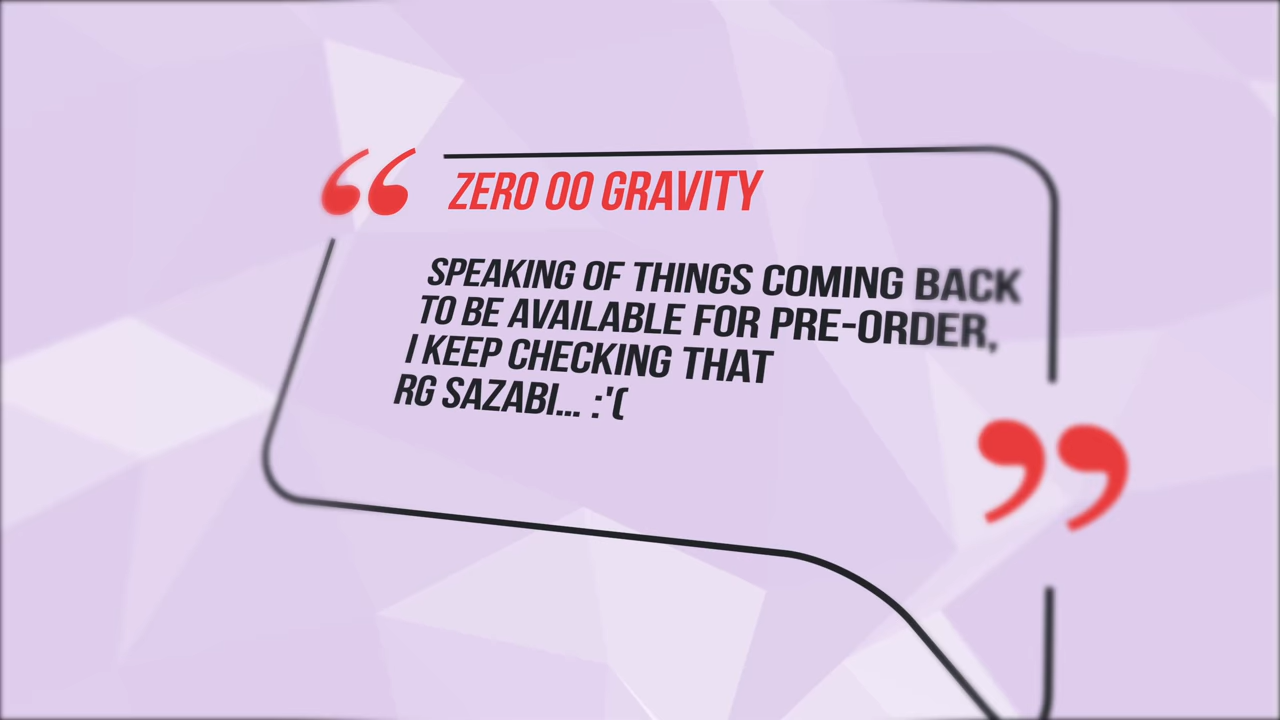 ZERO 00 GRAVITY
SPEAKING OF THINGS COMING BACK
TO BE AVAILABLE FOR PRE-ORDER,
I KEEP CHECKING THAT
RG SAZABI... :'(